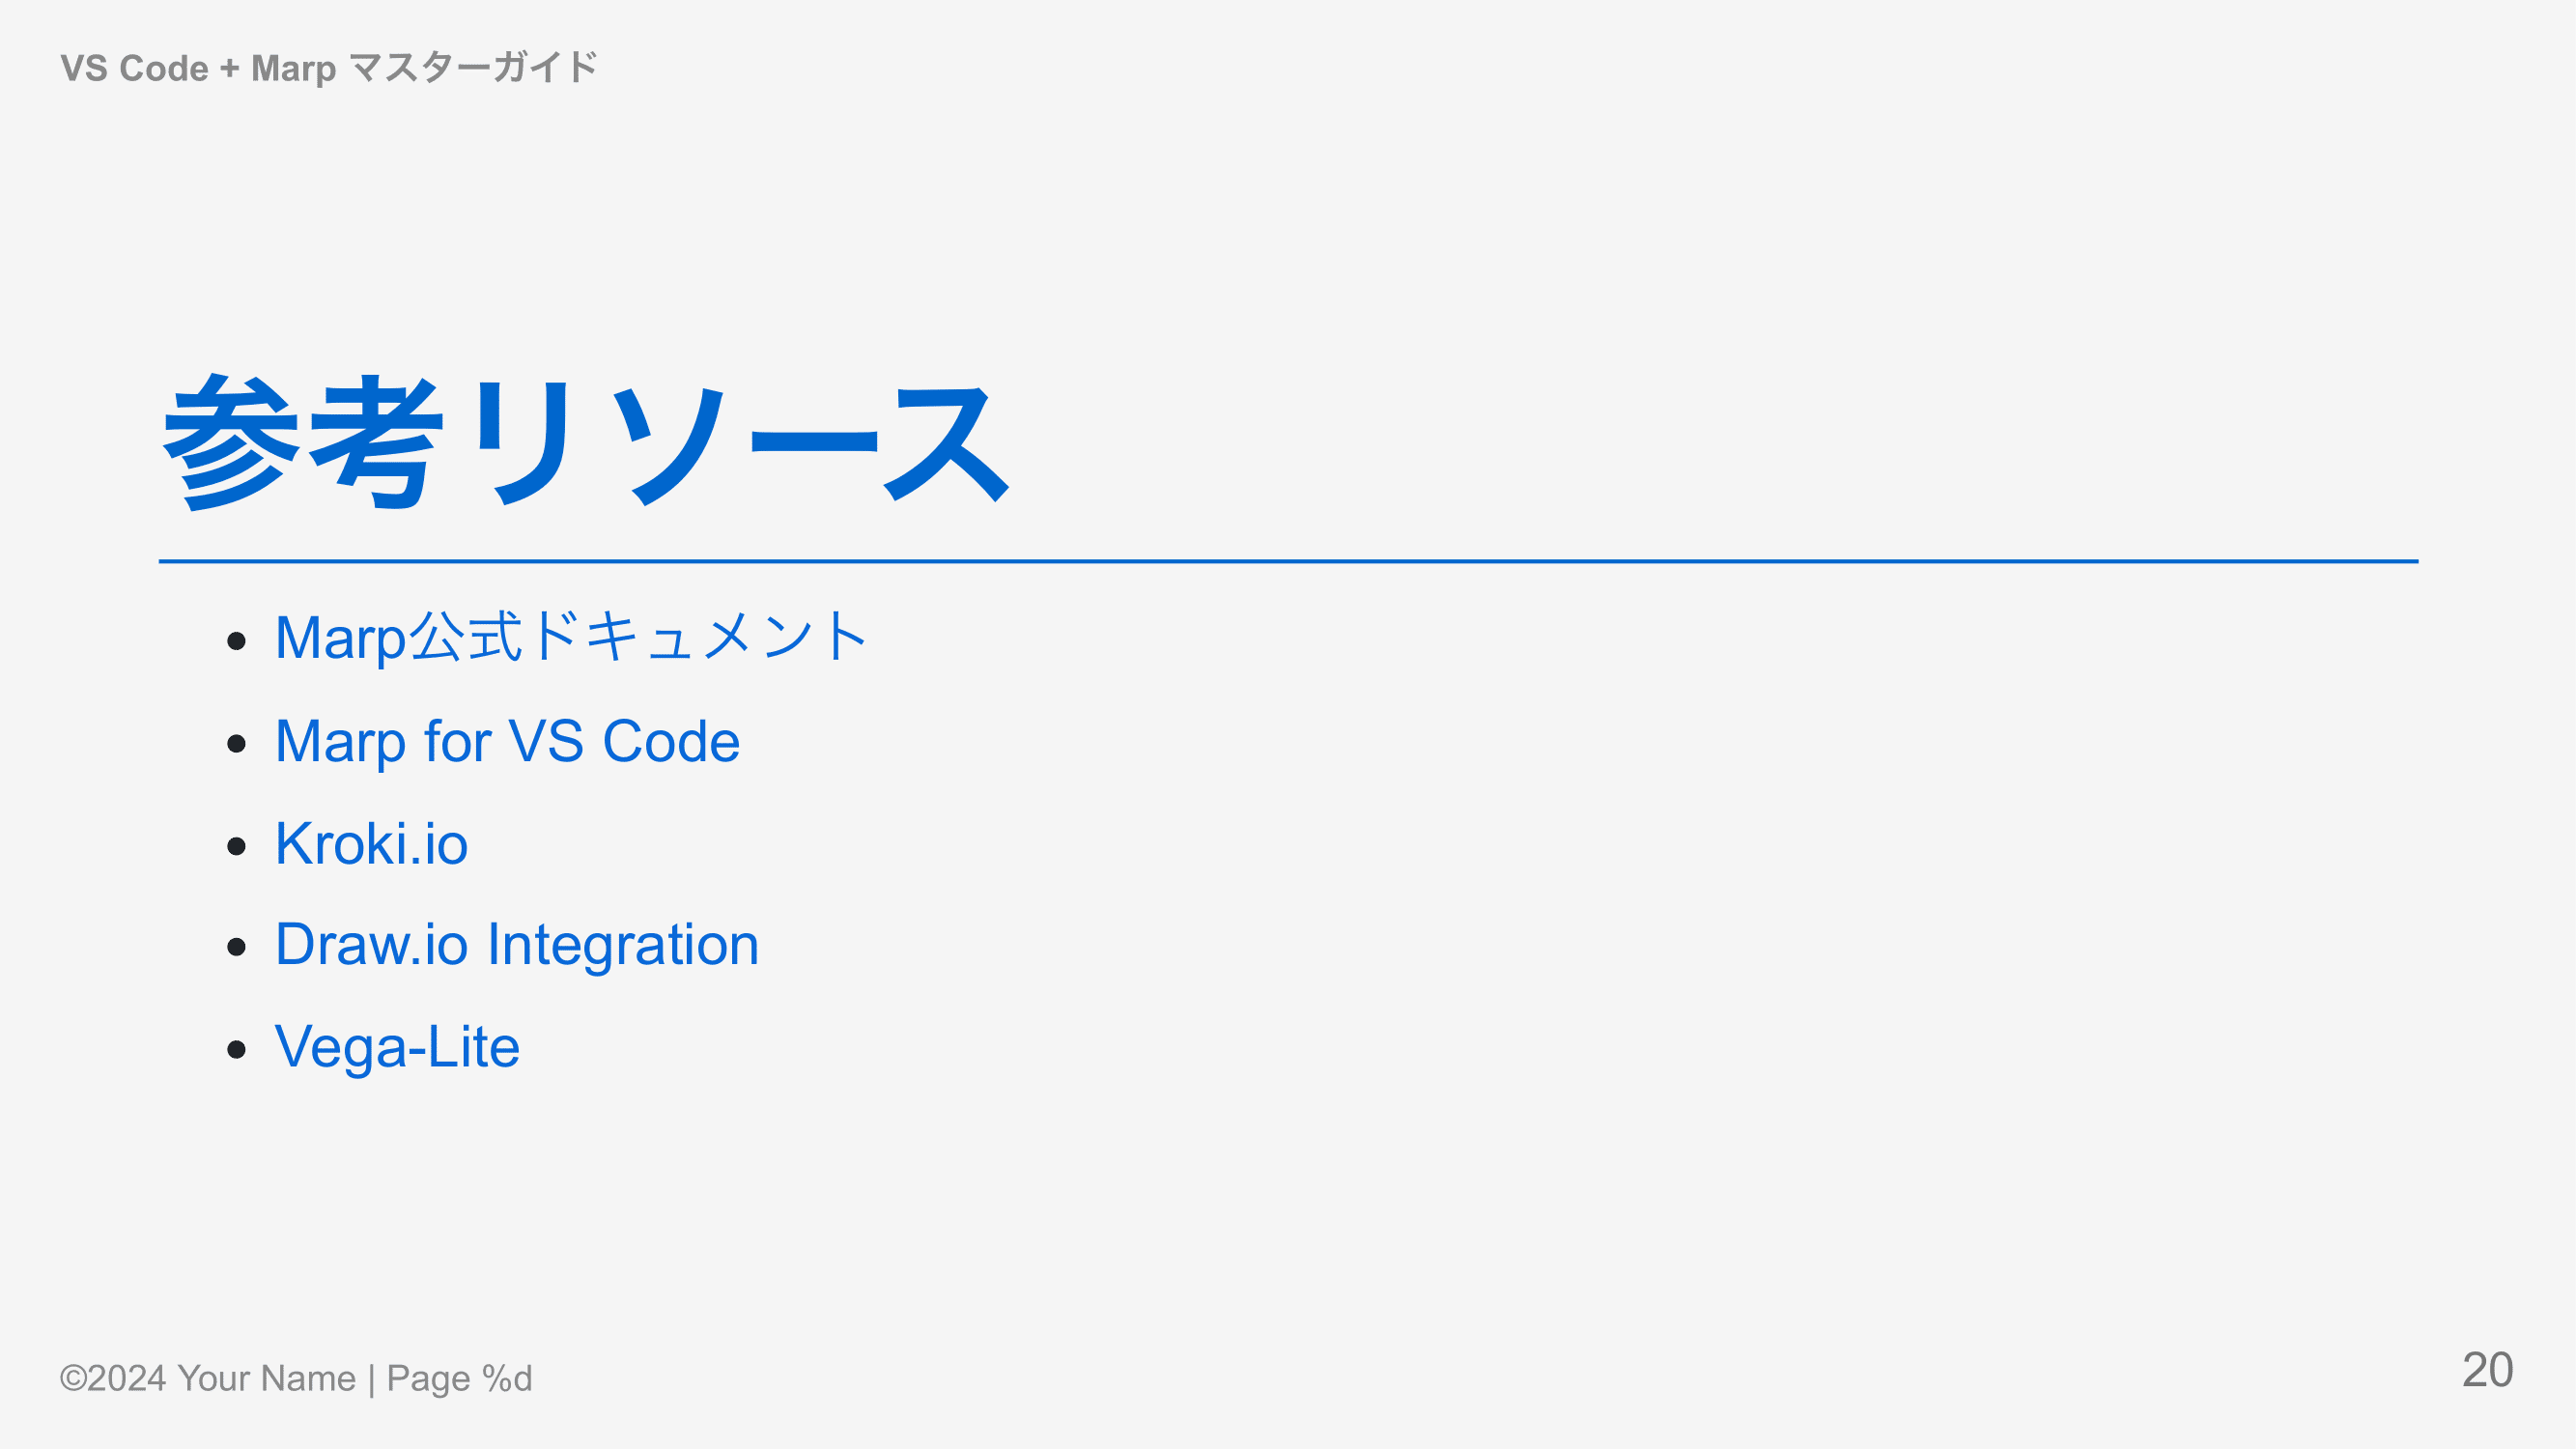 VS Code + Marp マスターガイド
参考リソース
• Marp公式ドキュメント
• Marp for VS Code
• Kroki.io
• Draw.io Integration
• Vega-Lite
©2024 Your Name | Page %d
20